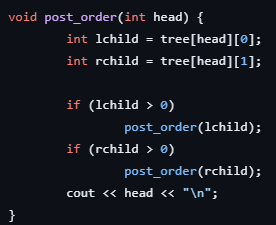 void post_order(int head) {
        int lchild = tree[head][0];
        int rchild = tree[head][1];

        if (lchild > 0)
                post_order(lchild);
        if (rchild > 0)
                post_order(rchild);
        cout << head << "\n";
}